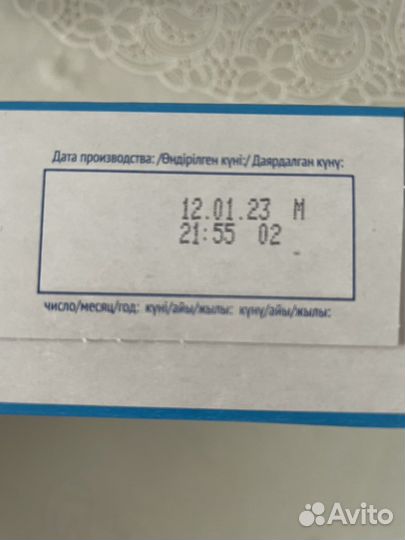 Дата производства: /Өндірілген күні:/ Даярдалган күнү:
12.01.23 М
21:55 02
число/месяц/год: күні/айы/жылы: күнү/айы/жылы:
Avito